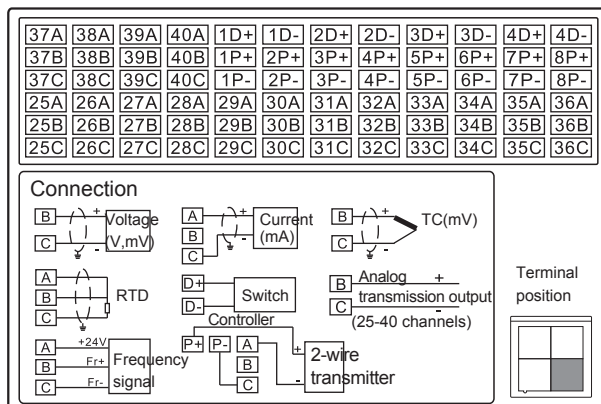 37A 38A 39A 40A 1D+ 1D- 2D+ 2D- 3D+ 3D- 4D+ 4D-
37B 38B 39B 40B 1P+ 2P+ 3P+ 4P+ 5P+ 6P+ 7P+ 8P+
37C 38C 39C 40C 1P- 2P- 3P- 4P- 5P- 6P- 7P- 8P-
25A 26A 27A 28A 29A 30A 31A 32A 33A 34A 35A 36A
25B 26B 27B 28B 29B 30B 31B 32B 33B 34B 35B 36B
25C 26C 27C 28C 29C 30C 31C 32C 33C 34C 35C 36C
Connection
B + Voltage
C - (V,mV)
A + Current
B (mA)
C -
B + TC(mV)
C -
A
B RTD
C
D+ Switch
D-
B Analog +
C transmission output -
(25-40 channels)
A +24V Frequency
B Fr+ signal
C Fr-
Controller
P+ P- A + 2-wire
B transmitter
C -
Terminal
position